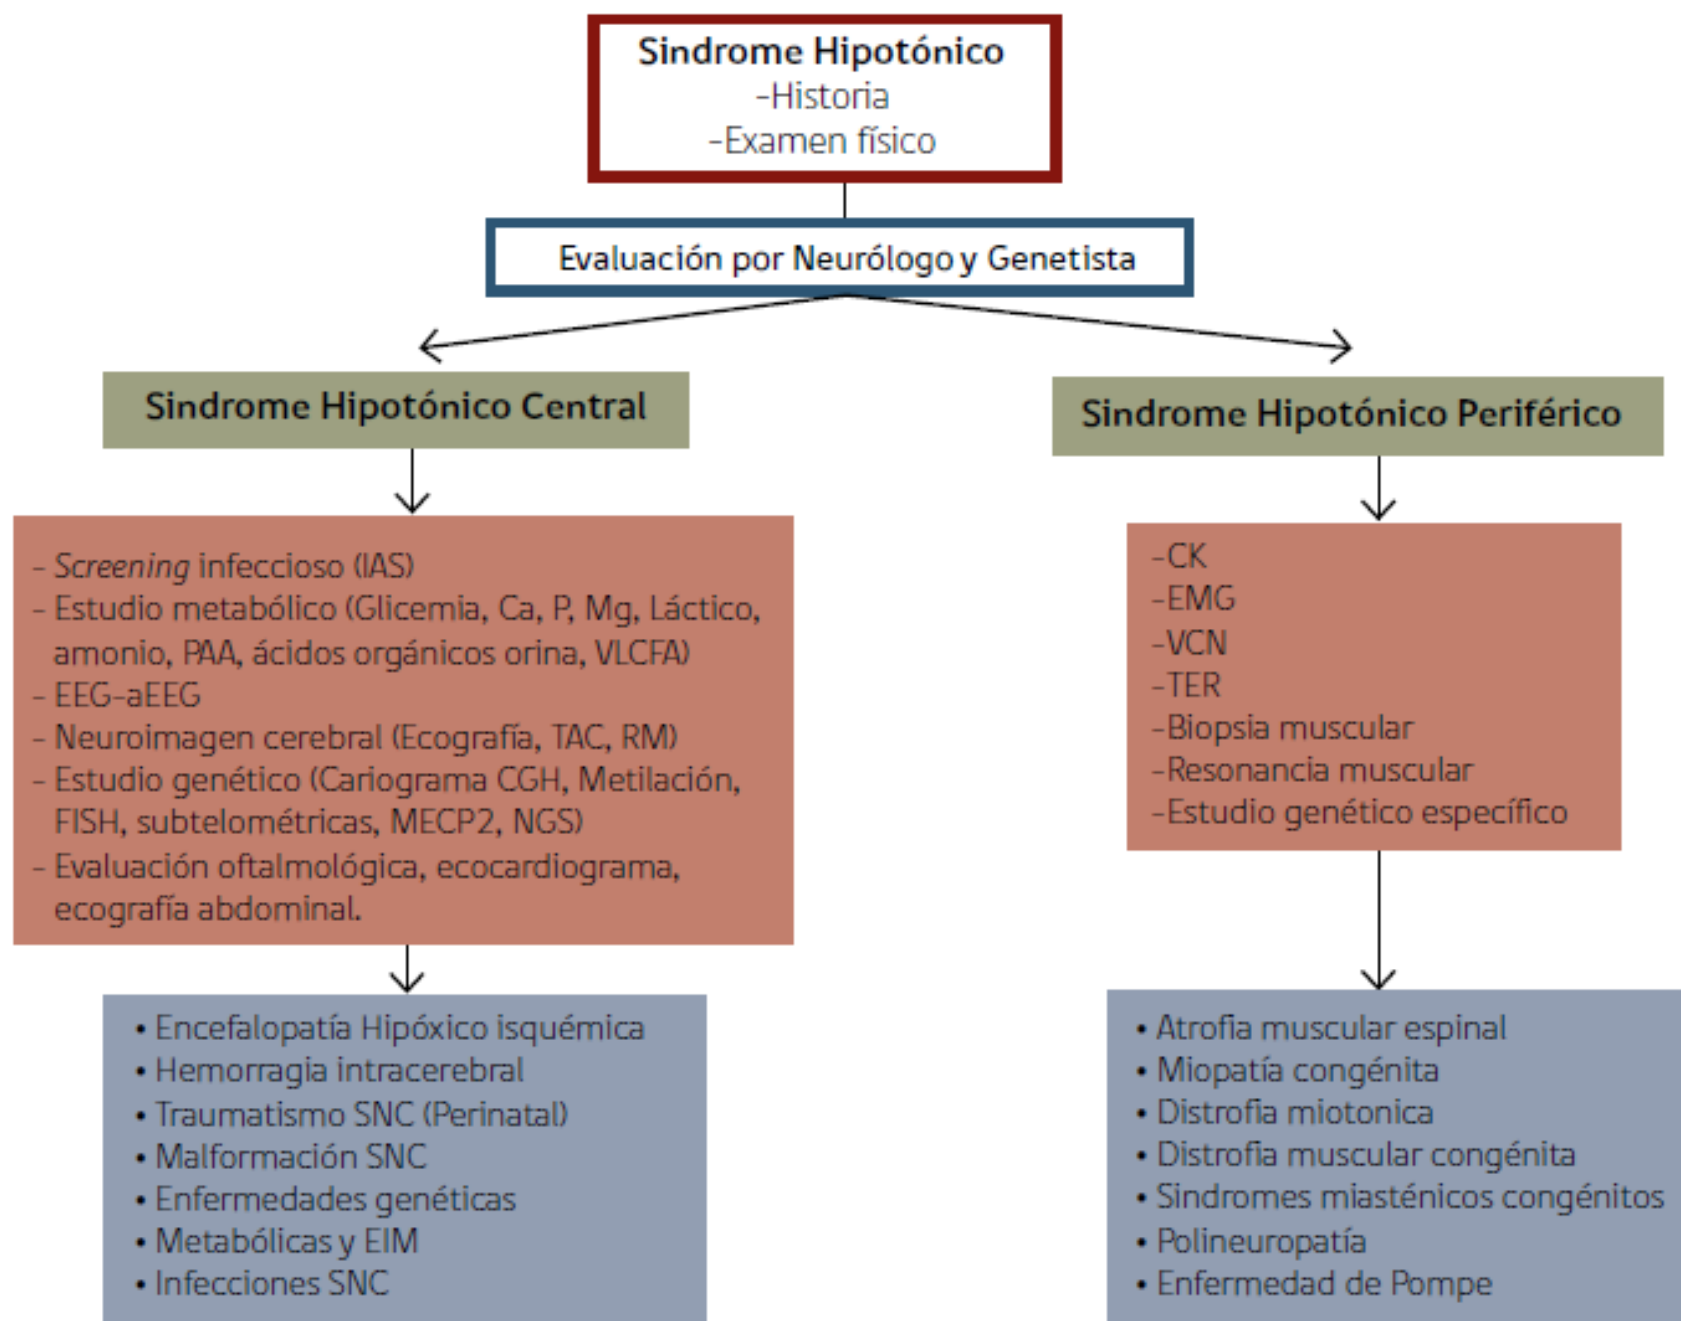 Sindrome Hipotónico
-Historia
-Examen físico
Evaluación por Neurólogo y Genetista
Sindrome Hipotónico Central
- Screening infeccioso (IAS)
- Estudio metabólico (Glicemia, Ca, P, Mg, Láctico,
amonio, PAA, ácidos orgánicos orina, VLCFA)
- EEG-aEEG
- Neuroimagen cerebral (Ecografía, TAC, RM)
- Estudio genético (Cariograma CGH, Metilación,
FISH, subtelométricas, MECP2, NGS)
- Evaluación oftalmológica, ecocardiograma,
ecografía abdominal.
• Encefalopatía Hipóxico isquémica
• Hemorragia intracerebral
• Traumatismo SNC (Perinatal)
• Malformación SNC
• Enfermedades genéticas
• Metabólicas y EIM
• Infecciones SNC
Sindrome Hipotónico Periférico
-CK
-EMG
-VCN
-TER
-Biopsia muscular
-Resonancia muscular
-Estudio genético específico
• Atrofia muscular espinal
• Miopatía congénita
• Distrofia miotonica
• Distrofia muscular congénita
• Sindromes miasténicos congénitos
• Polineuropatía
• Enfermedad de Pompe